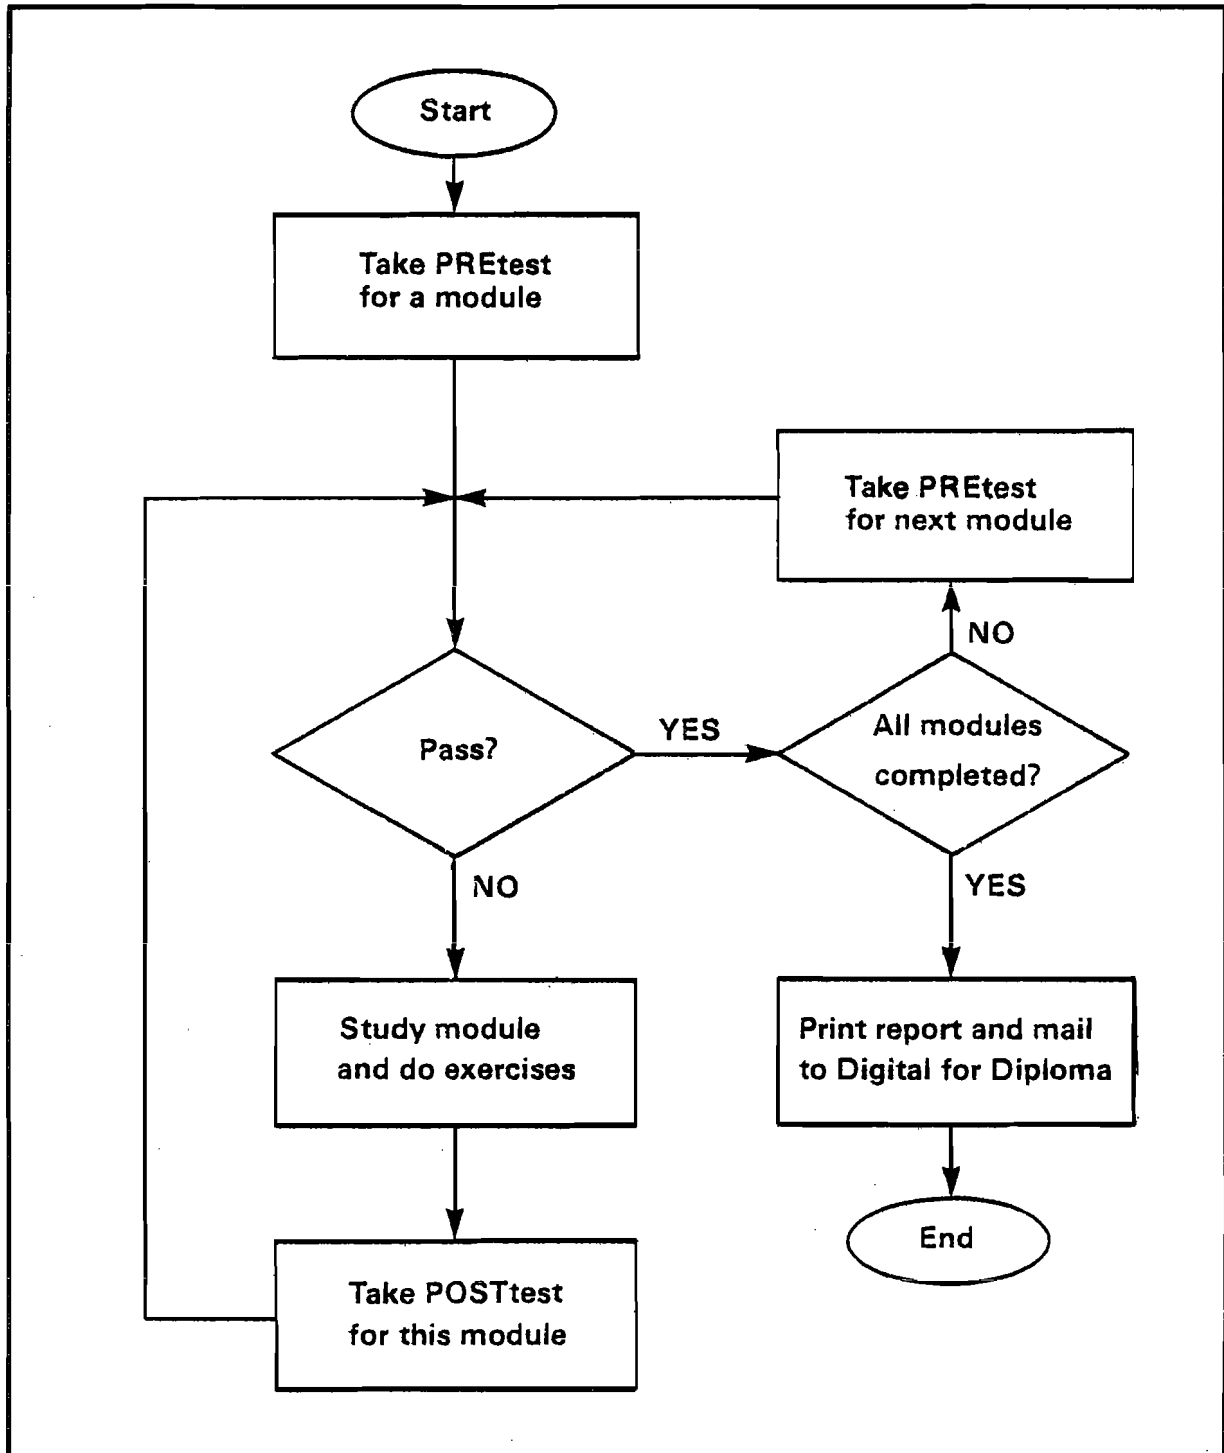 Start
Take PREtest
for a module
Take PREtest
for next module
NO
Pass?
YES
All modules
completed?
NO
YES
Study module
and do exercises
Print report and mail
to Digital for Diploma
Take POSTtest
for this module
End